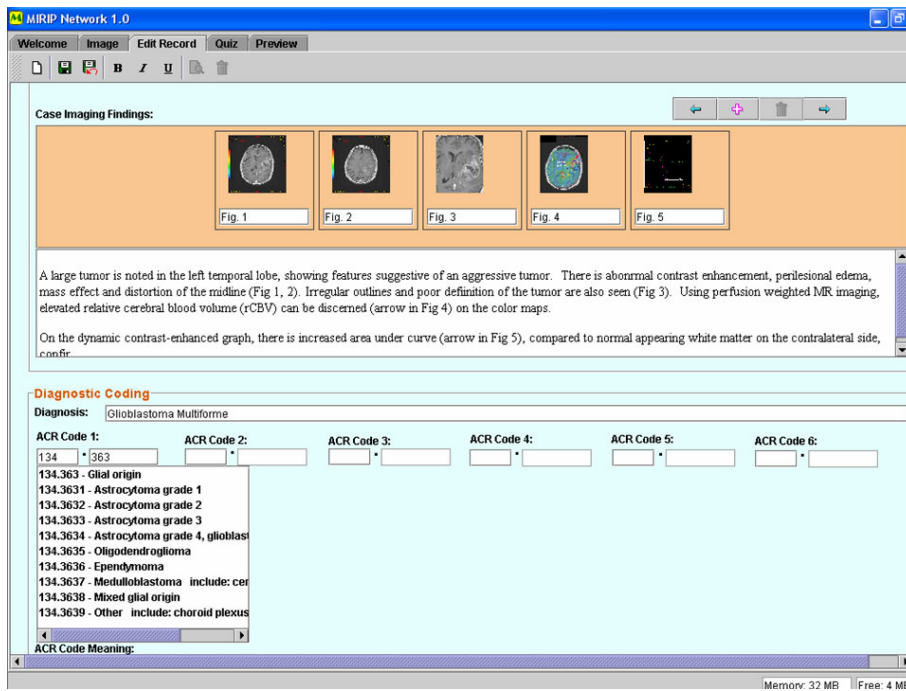 MIRIP Network 1.0
Welcome Image Edit Record Quiz Preview
B I U
Case Imaging Findings:
Fig. 1 Fig. 2 Fig. 3 Fig. 4 Fig. 5
A large tumor is noted in the left temporal lobe, showing features suggestive of an aggressive tumor. There is abonrmal contrast enhancement, perilesional edema,
mass effect and distortion of the midline (Fig 1, 2). Irregular outlines and poor defiinition of the tumor are also seen (Fig 3). Using perfusion weighted MR imaging,
elevated relative cerebral blood volume (rCBV) can be discerned (arrow in Fig 4) on the color maps.
On the dynamic contrast-enhanced graph, there is increased area under curve (arrow in Fig 5), compared to normal appearing white matter on the contralateral side,
confir
Diagnostic Coding
Diagnosis: Glioblastoma Multiforme
ACR Code 1: ACR Code 2: ACR Code 3: ACR Code 4: ACR Code 5: ACR Code 6:
134 . 363 . . . . .
134.363 - Glial origin
134.3631 - Astrocytoma grade 1
134.3632 - Astrocytoma grade 2
134.3633 - Astrocytoma grade 3
134.3634 - Astrocytoma grade 4, glioblast
134.3635 - Oligodendroglioma
134.3636 - Ependymoma
134.3637 - Medulloblastoma include: cer
134.3638 - Mixed glial origin
134.3639 - Other include: choroid plexus
ACR Code Meaning:
Memory: 32 MB Free: 4 MB